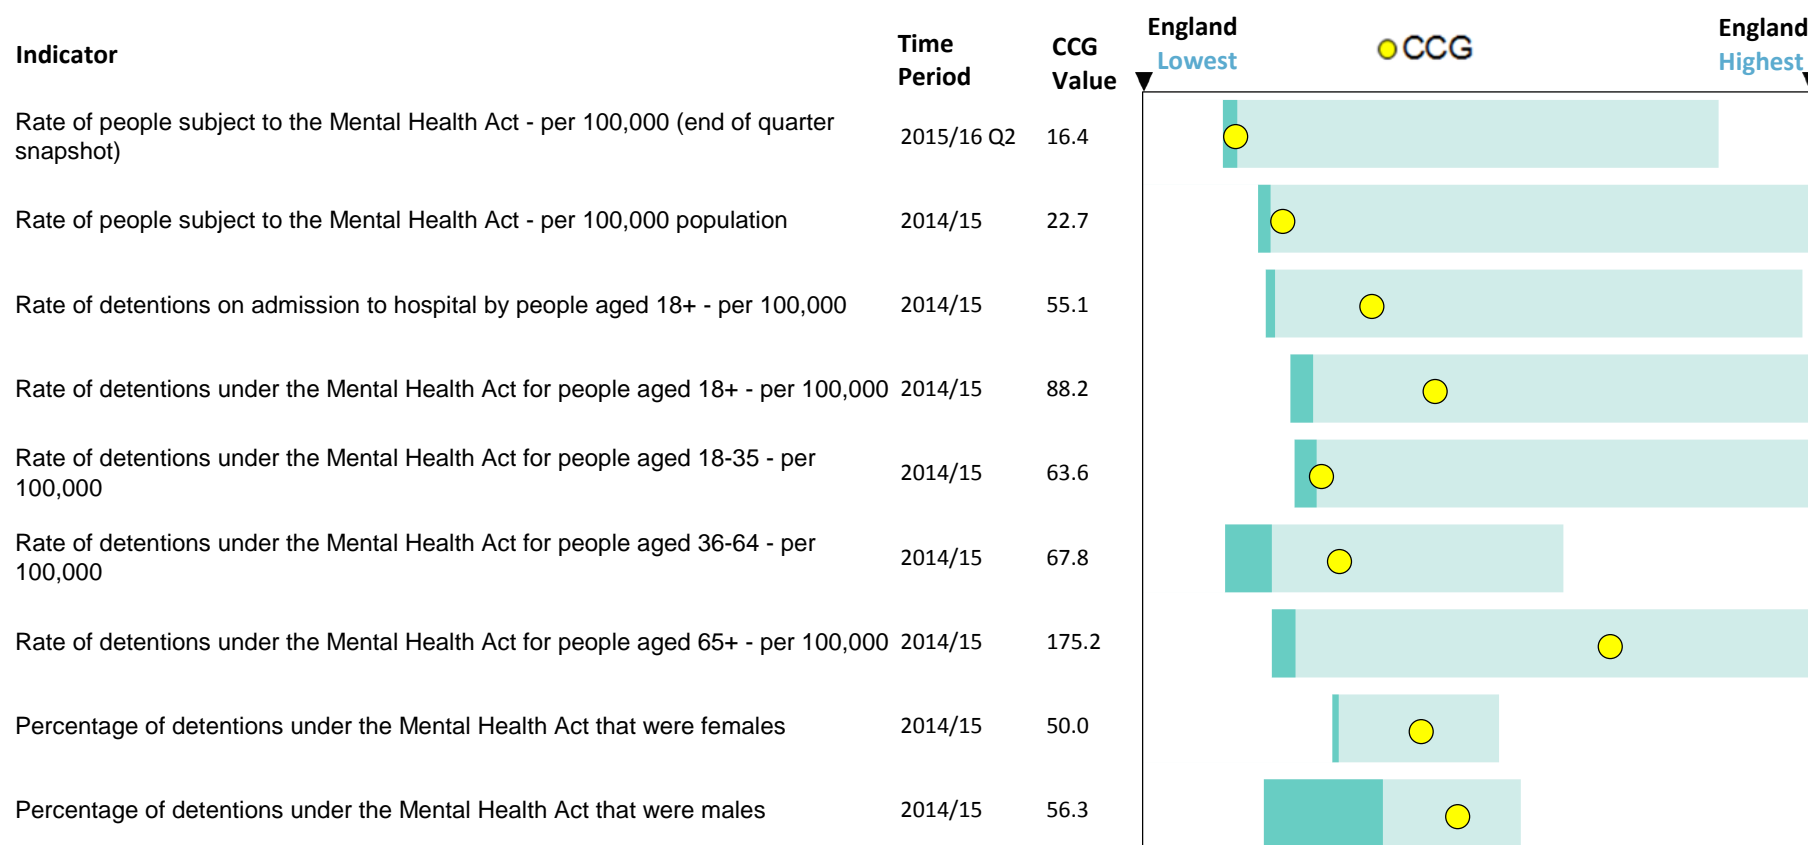 Indicator
Time Period
CCG Value
England Lowest
CCG
England Highest
Rate of people subject to the Mental Health Act - per 100,000 (end of quarter
snapshot)
2015/16 Q2
16.4
Rate of people subject to the Mental Health Act - per 100,000 population
2014/15
22.7
Rate of detentions on admission to hospital by people aged 18+ - per 100,000
2014/15
55.1
Rate of detentions under the Mental Health Act for people aged 18+ - per 100,000
2014/15
88.2
Rate of detentions under the Mental Health Act for people aged 18-35 - per
100,000
2014/15
63.6
Rate of detentions under the Mental Health Act for people aged 36-64 - per
100,000
2014/15
67.8
Rate of detentions under the Mental Health Act for people aged 65+ - per 100,000
2014/15
175.2
Percentage of detentions under the Mental Health Act that were females
2014/15
50.0
Percentage of detentions under the Mental Health Act that were males
2014/15
56.3